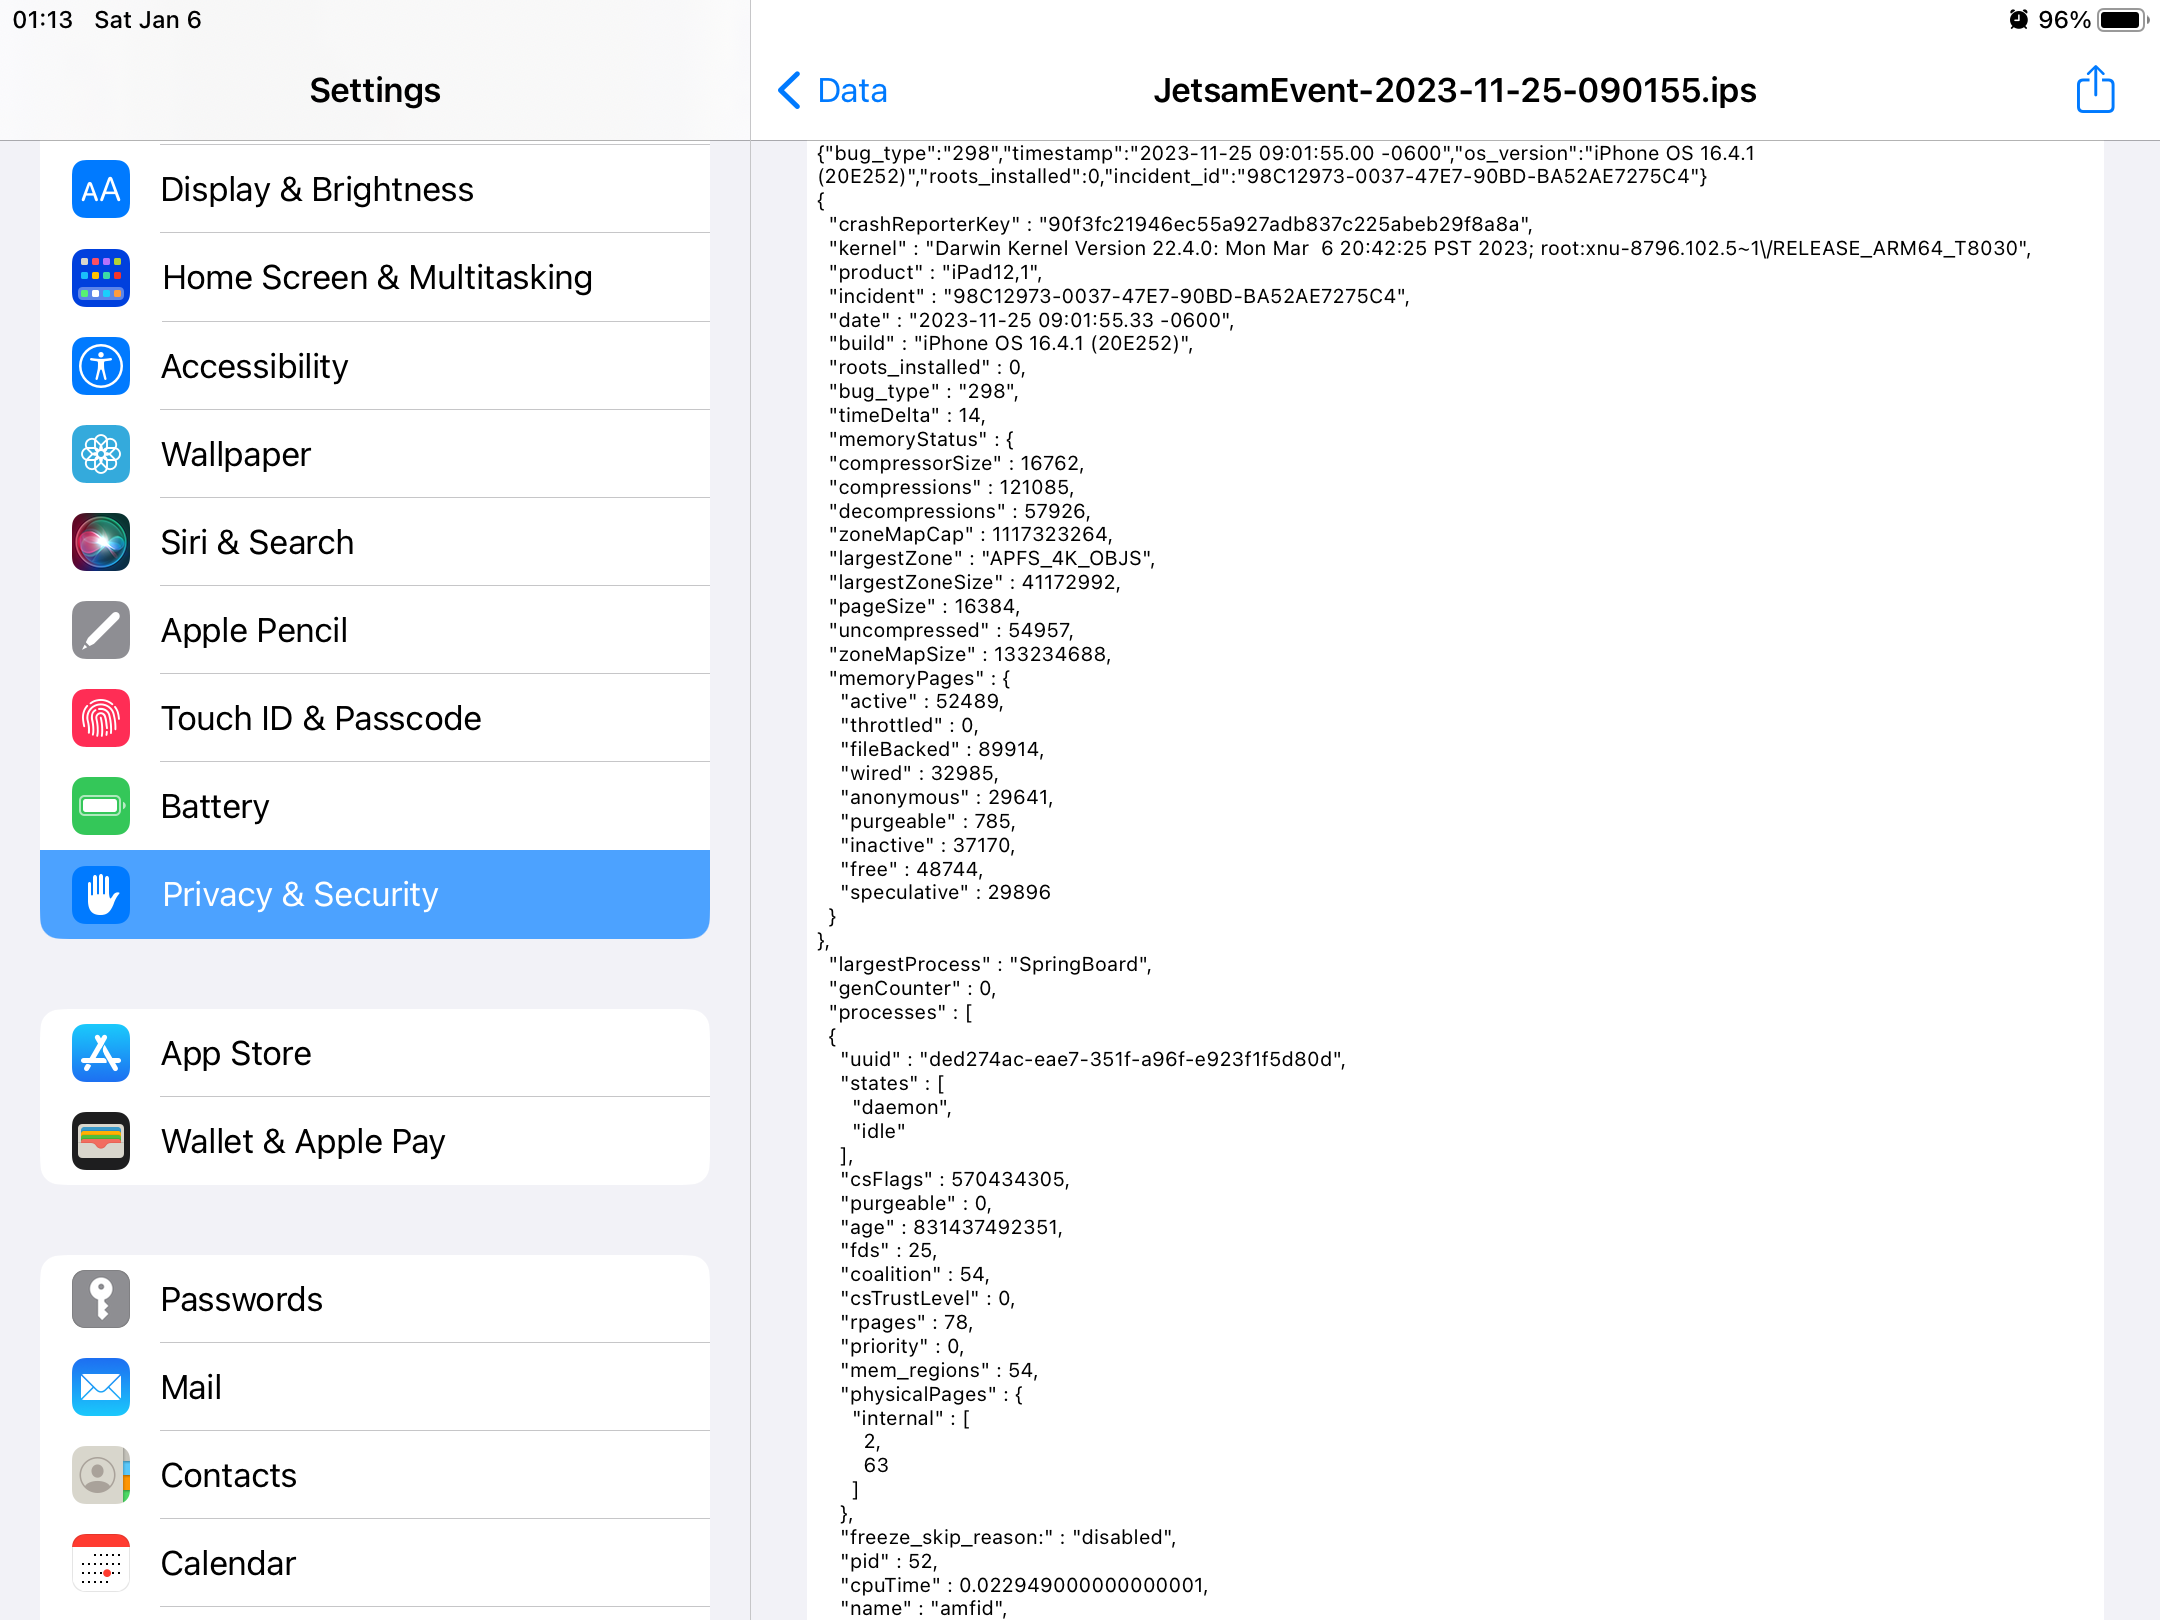 01:13 Sat Jan 6
96%
Settings
Data
JetsamEvent-2023-11-25-090155.ips
AA
Display & Brightness
Home Screen & Multitasking
Accessibility
Wallpaper
Siri & Search
Apple Pencil
Touch ID & Passcode
Battery
Privacy & Security
App Store
Wallet & Apple Pay
Passwords
Mail
Contacts
Calendar
{"bug_type":"298","timestamp":"2023-11-25 09:01:55.00 -0600","os_version":"iPhone OS 16.4.1
(20E252)","roots_installed":0,"incident_id":"98C12973-0037-47E7-90BD-BA52AE7275C4"}
{
"crashReporterKey" : "90f3fc21946ec55a927adb837c225abeb29f8a8a",
"kernel" : "Darwin Kernel Version 22.4.0: Mon Mar  6 20:42:25 PST 2023; root:xnu-8796.102.5~1\/RELEASE_ARM64_T8030",
"product" : "iPad12,1",
"incident" : "98C12973-0037-47E7-90BD-BA52AE7275C4",
"date" : "2023-11-25 09:01:55.33 -0600",
"build" : "iPhone OS 16.4.1 (20E252)",
"roots_installed" : 0,
"bug_type" : "298",
"timeDelta" : 14,
"memoryStatus" : {
"compressorSize" : 16762,
"compressions" : 121085,
"decompressions" : 57926,
"zoneMapCap" : 1117323264,
"largestZone" : "APFS_4K_OBJS",
"largestZoneSize" : 41172992,
"pageSize" : 16384,
"uncompressed" : 54957,
"zoneMapSize" : 133234688,
"memoryPages" : {
"active" : 52489,
"throttled" : 0,
"fileBacked" : 89914,
"wired" : 32985,
"anonymous" : 29641,
"purgeable" : 785,
"inactive" : 37170,
"free" : 48744,
"speculative" : 29896
}
},
"largestProcess" : "SpringBoard",
"genCounter" : 0,
"processes" : [
{
"uuid" : "ded274ac-eae7-351f-a96f-e923f1f5d80d",
"states" : [
"daemon",
"idle"
],
"csFlags" : 570434305,
"purgeable" : 0,
"age" : 831437492351,
"fds" : 25,
"coalition" : 54,
"csTrustLevel" : 0,
"rpages" : 78,
"priority" : 0,
"mem_regions" : 54,
"physicalPages" : {
"internal" : [
2,
63
]
},
"freeze_skip_reason:" : "disabled",
"pid" : 52,
"cpuTime" : 0.022949000000000001,
"name" : "amfid",